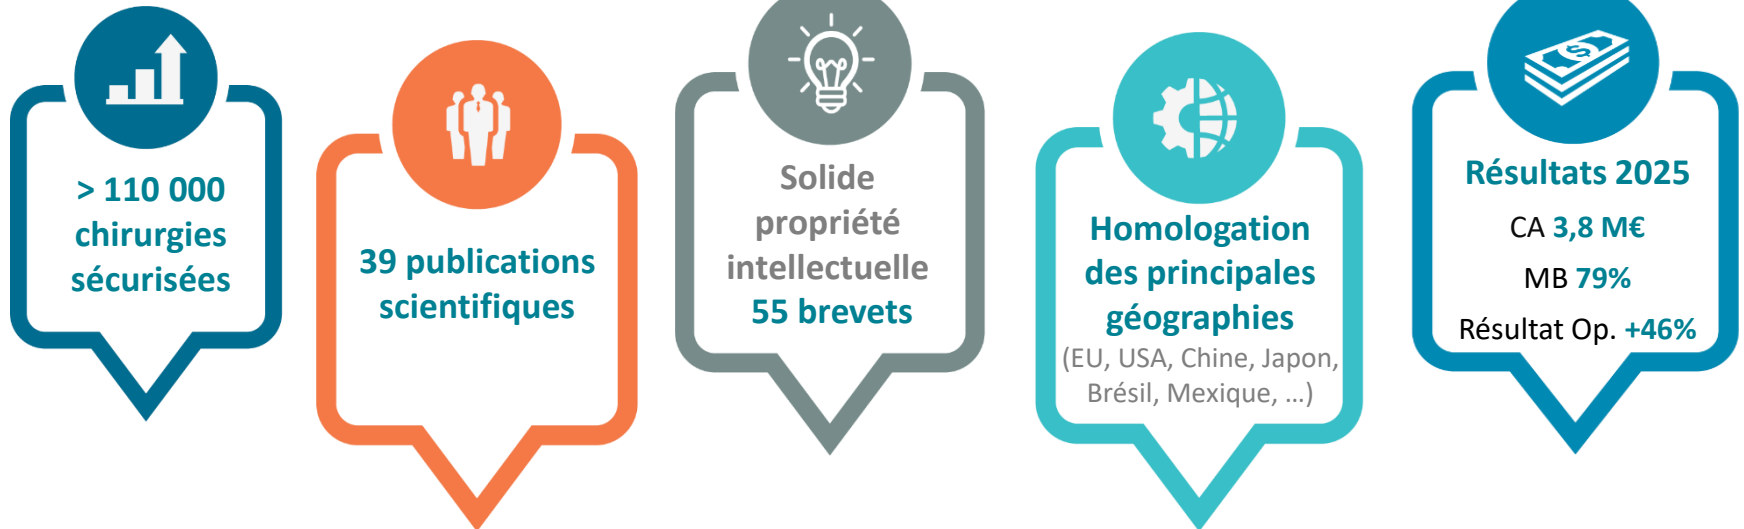 > 110 000
chirurgies
sécurisées
39 publications
scientifiques
Solide
propriété
intellectuelle
55 brevets
Homologation
des principales
géographies
(EU, USA, Chine, Japon,
Brésil, Mexique, ...)
Résultats 2025
CA 3,8 M€
MB 79%
Résultat Op. +46%